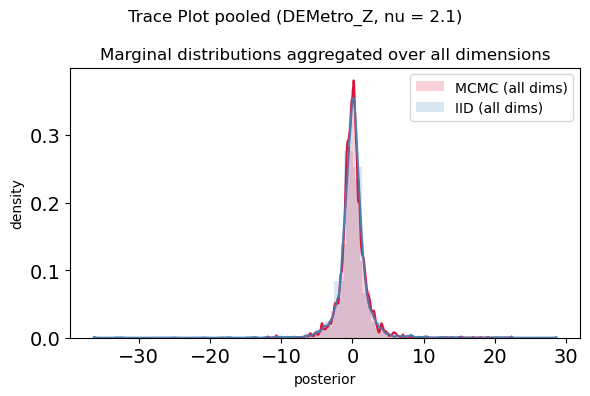 Trace Plot pooled (DEMetro_Z, nu = 2.1)
Marginal distributions aggregated over all dimensions
MCMC (all dims)
IID (all dims)
density
0.3
0.2
0.1
0.0
−30
−20
−10
0
10
20
30
posterior